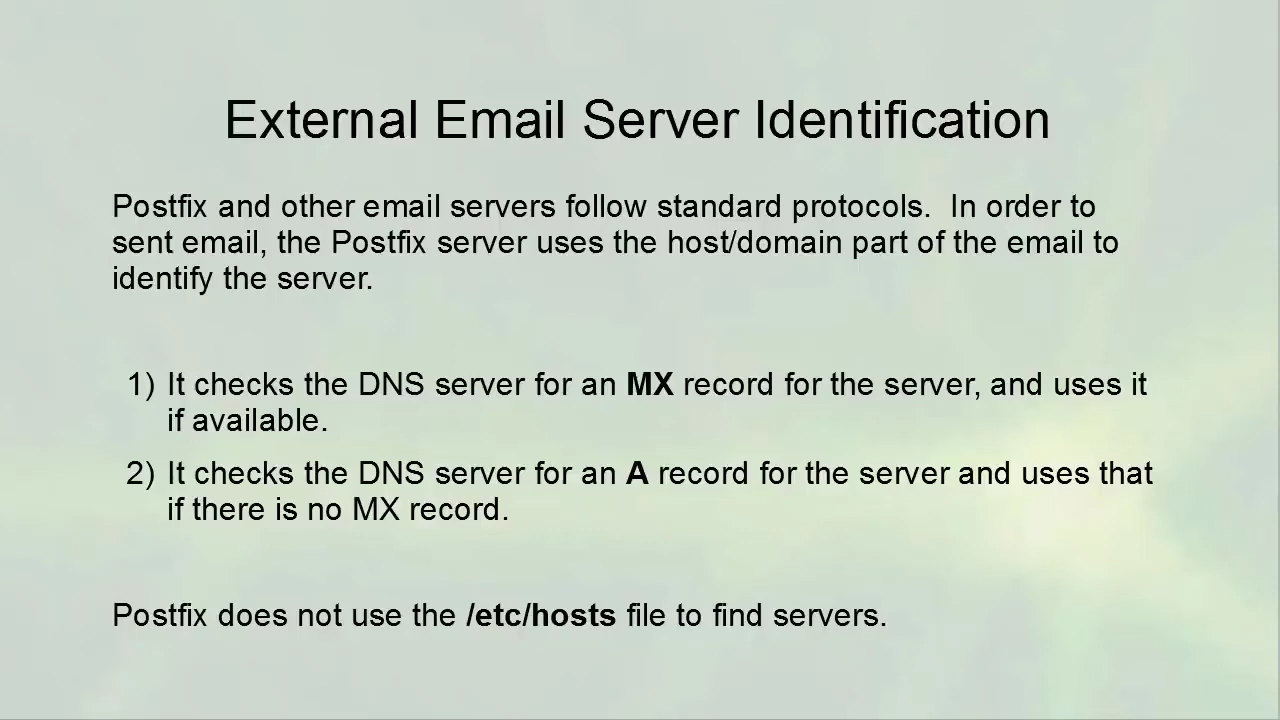 External Email Server Identification
Postfix and other email servers follow standard protocols.  In order to
sent email, the Postfix server uses the host/domain part of the email to
identify the server.
1) It checks the DNS server for an MX record for the server, and uses it
if available.
2) It checks the DNS server for an A record for the server and uses that
if there is no MX record.
Postfix does not use the /etc/hosts file to find servers.